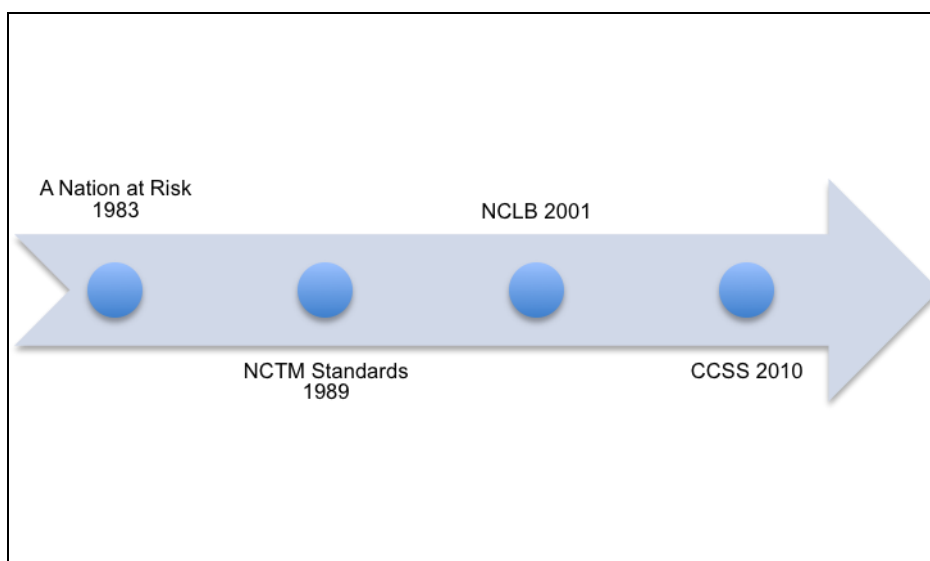 A Nation at Risk
1983
NCTM Standards
1989
NCLB 2001
CCSS 2010